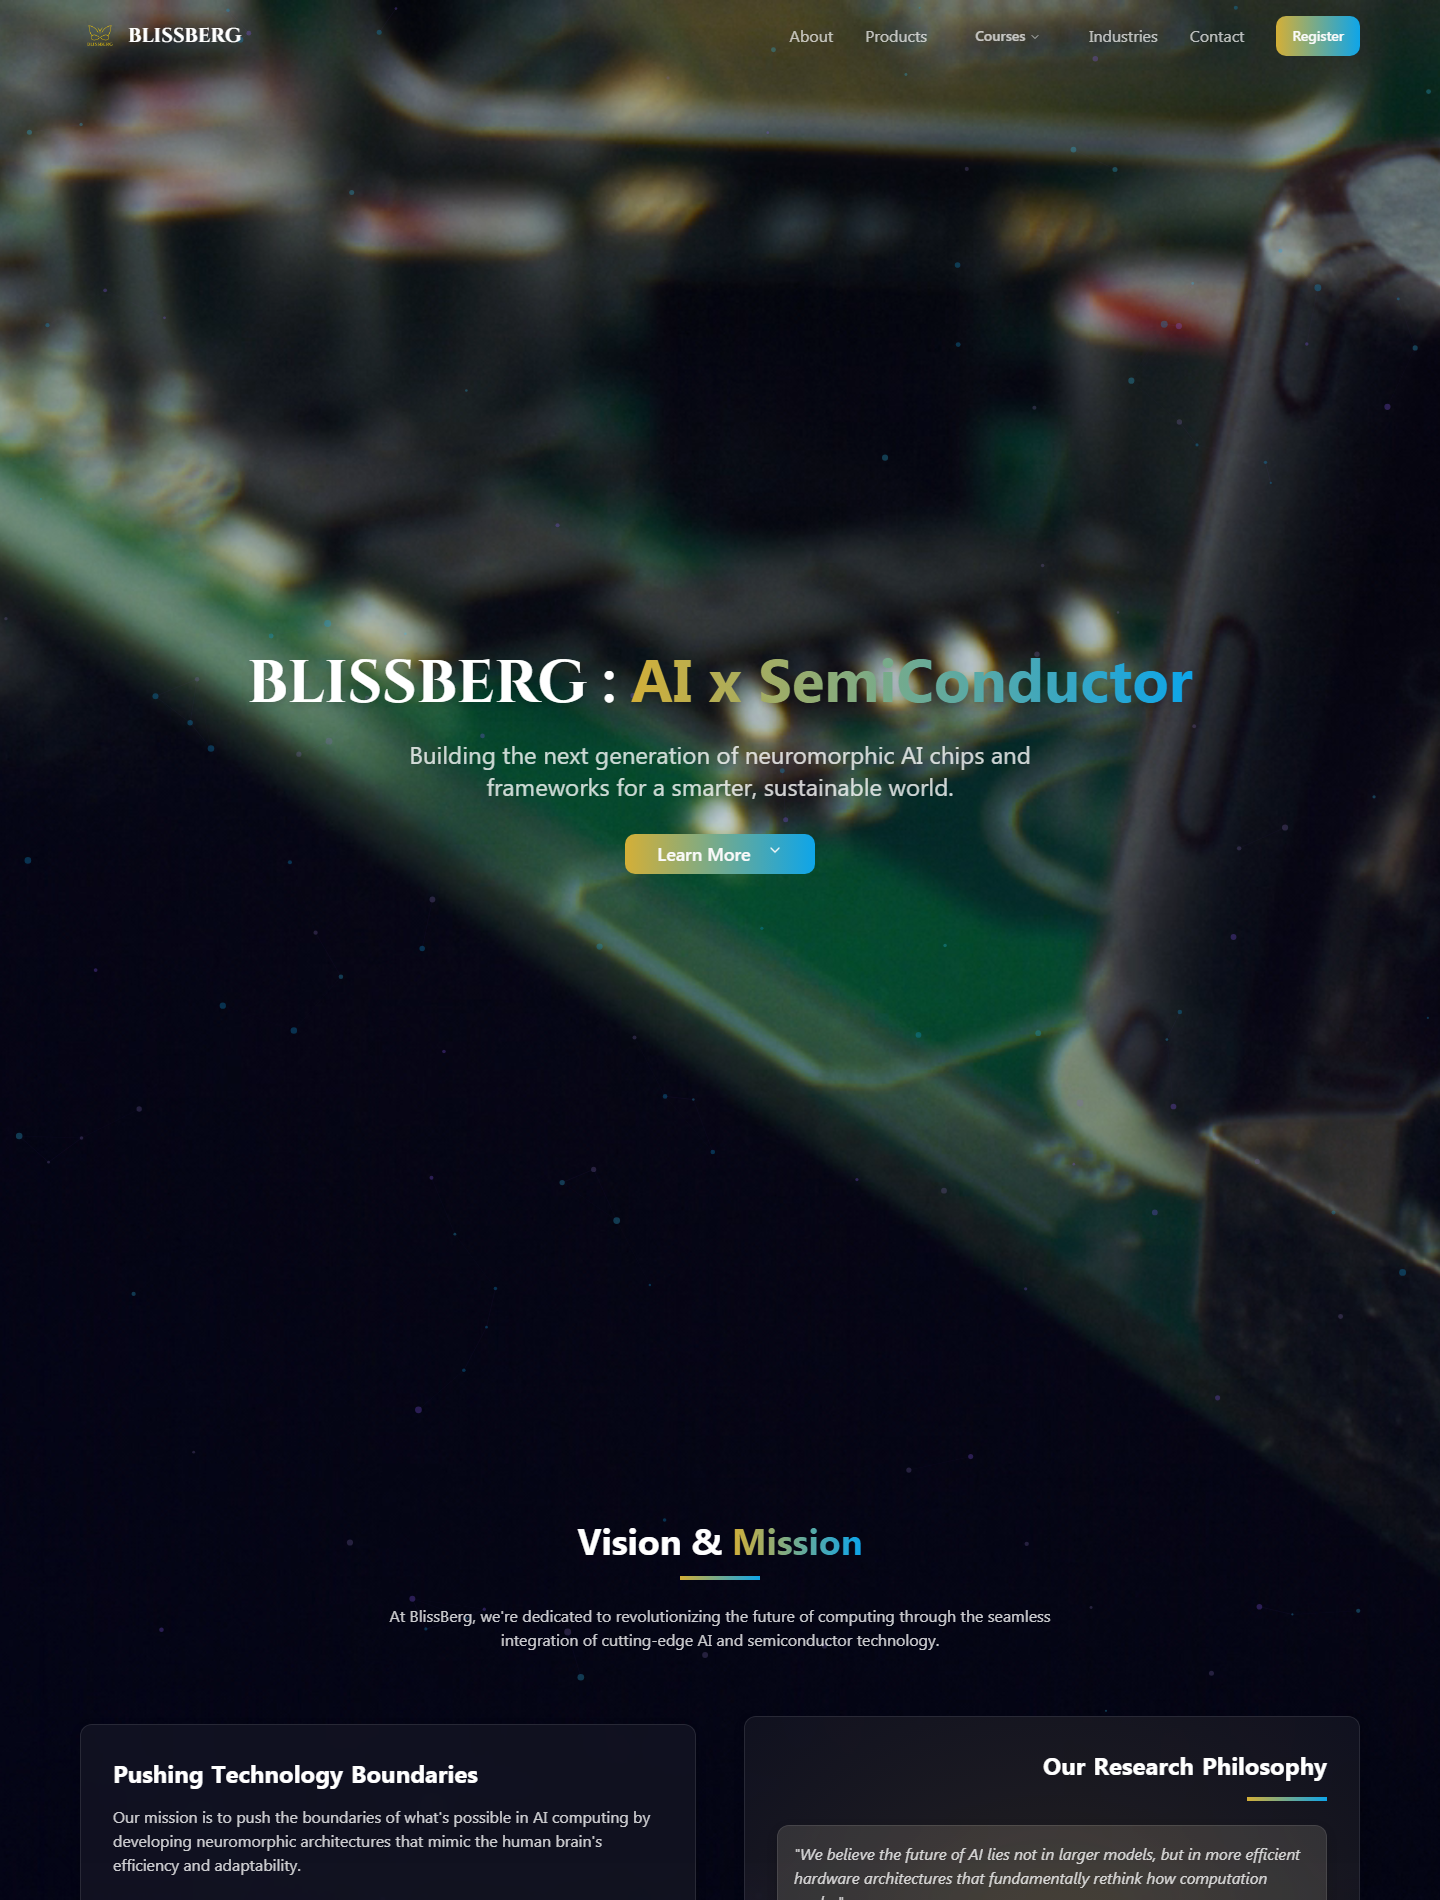 BLISSBERG
BLISSBERG
About
Products
Courses
Industries
Contact
Register
BLISSBERG : AI x SemiConductor
Building the next generation of neuromorphic AI chips and
frameworks for a smarter, sustainable world.
Learn More
Vision & Mission
At BlissBerg, we're dedicated to revolutionizing the future of computing through the seamless
integration of cutting-edge AI and semiconductor technology.
Pushing Technology Boundaries
Our mission is to push the boundaries of what's possible in AI computing by
developing neuromorphic architectures that mimic the human brain's
efficiency and adaptability.
Our Research Philosophy
"We believe the future of AI lies not in larger models, but in more efficient
hardware architectures that fundamentally rethink how computation